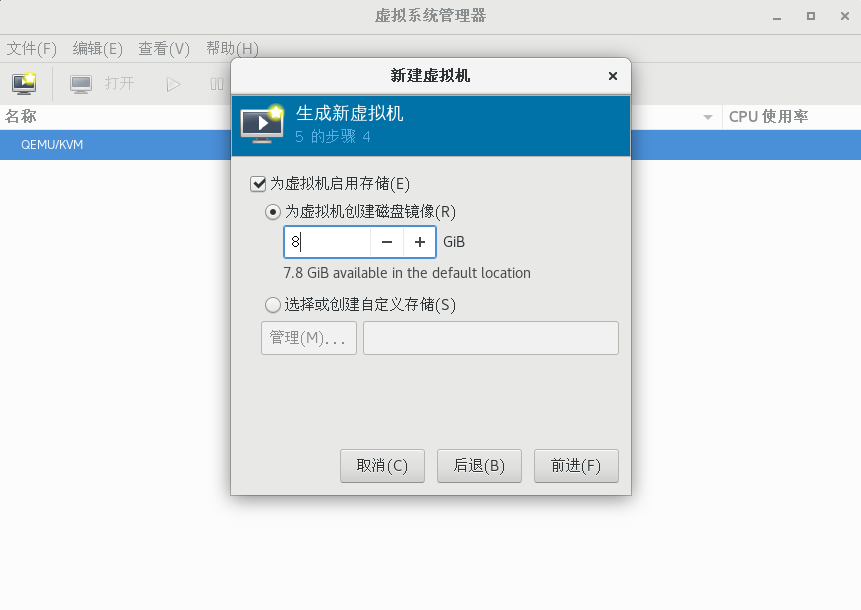 虚拟系统管理器
文件(F) 编辑(E) 查看(V) 帮助(H)
打开
名称
CPU 使用率
QEMU/KVM
新建虚拟机
生成新虚拟机
5 的步骤 4
为虚拟机启用存储(E)
为虚拟机创建磁盘镜像(R)
8
GiB
7.8 GiB available in the default location
选择或创建自定义存储(S)
管理(M)...
取消(C) 后退(B) 前进(F)